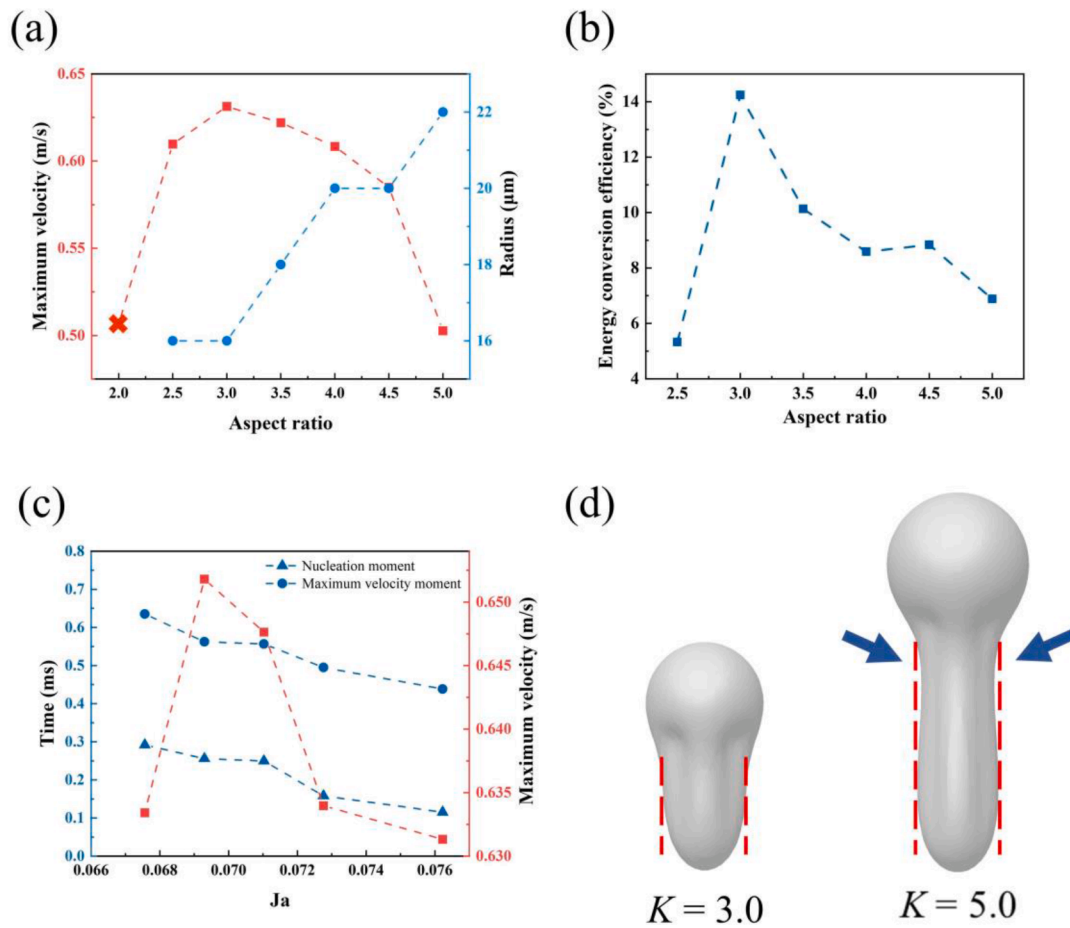 (a)
Maximum velocity (m/s)
0.65
0.60
0.55
0.50
22
20
18
16
Radius (μm)
2.0 2.5 3.0 3.5 4.0 4.5 5.0
Aspect ratio
(b)
Energy conversion efficiency (%)
14
12
10
8
6
4
2.5 3.0 3.5 4.0 4.5 5.0
Aspect ratio
(c)
Time (ms)
0.8
0.7
0.6
0.5
0.4
0.3
0.2
0.1
0.0
Nucleation moment
Maximum velocity moment
0.650
0.645
0.640
0.635
0.630
Maximum velocity (m/s)
0.066 0.068 0.070 0.072 0.074 0.076
Ja
(d)
K = 3.0
K = 5.0